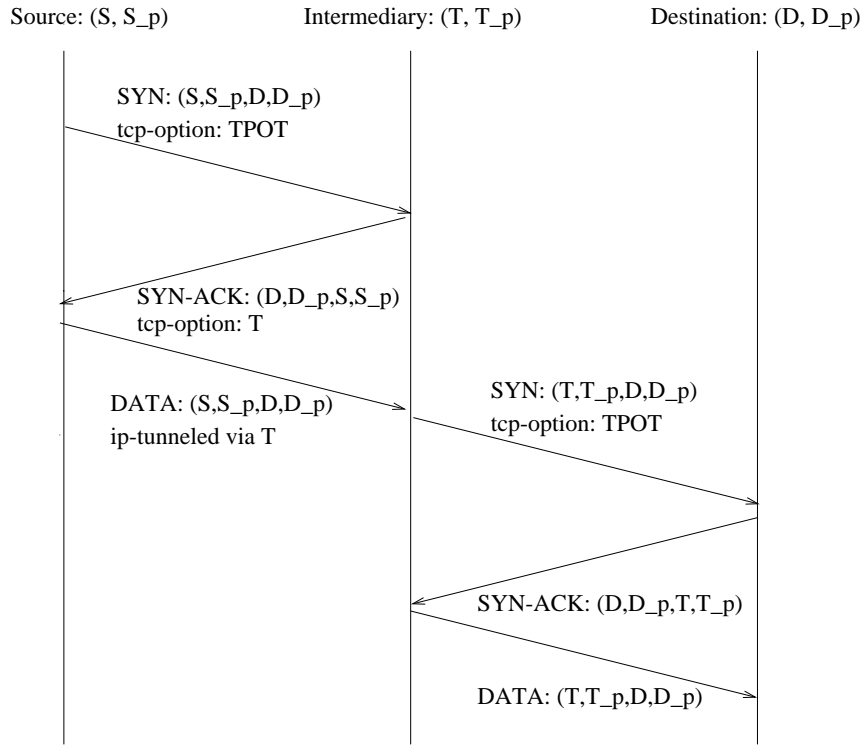 Source: (S, S_p)
Intermediary: (T, T_p)
Destination: (D, D_p)
SYN: (S,S_p,D,D_p)
tcp-option: TPOT
SYN-ACK: (D,D_p,S,S_p)
tcp-option: T
DATA: (S,S_p,D,D_p)
ip-tunneled via T
SYN: (T,T_p,D,D_p)
tcp-option: TPOT
SYN-ACK: (D,D_p,T,T_p)
DATA: (T,T_p,D,D_p)